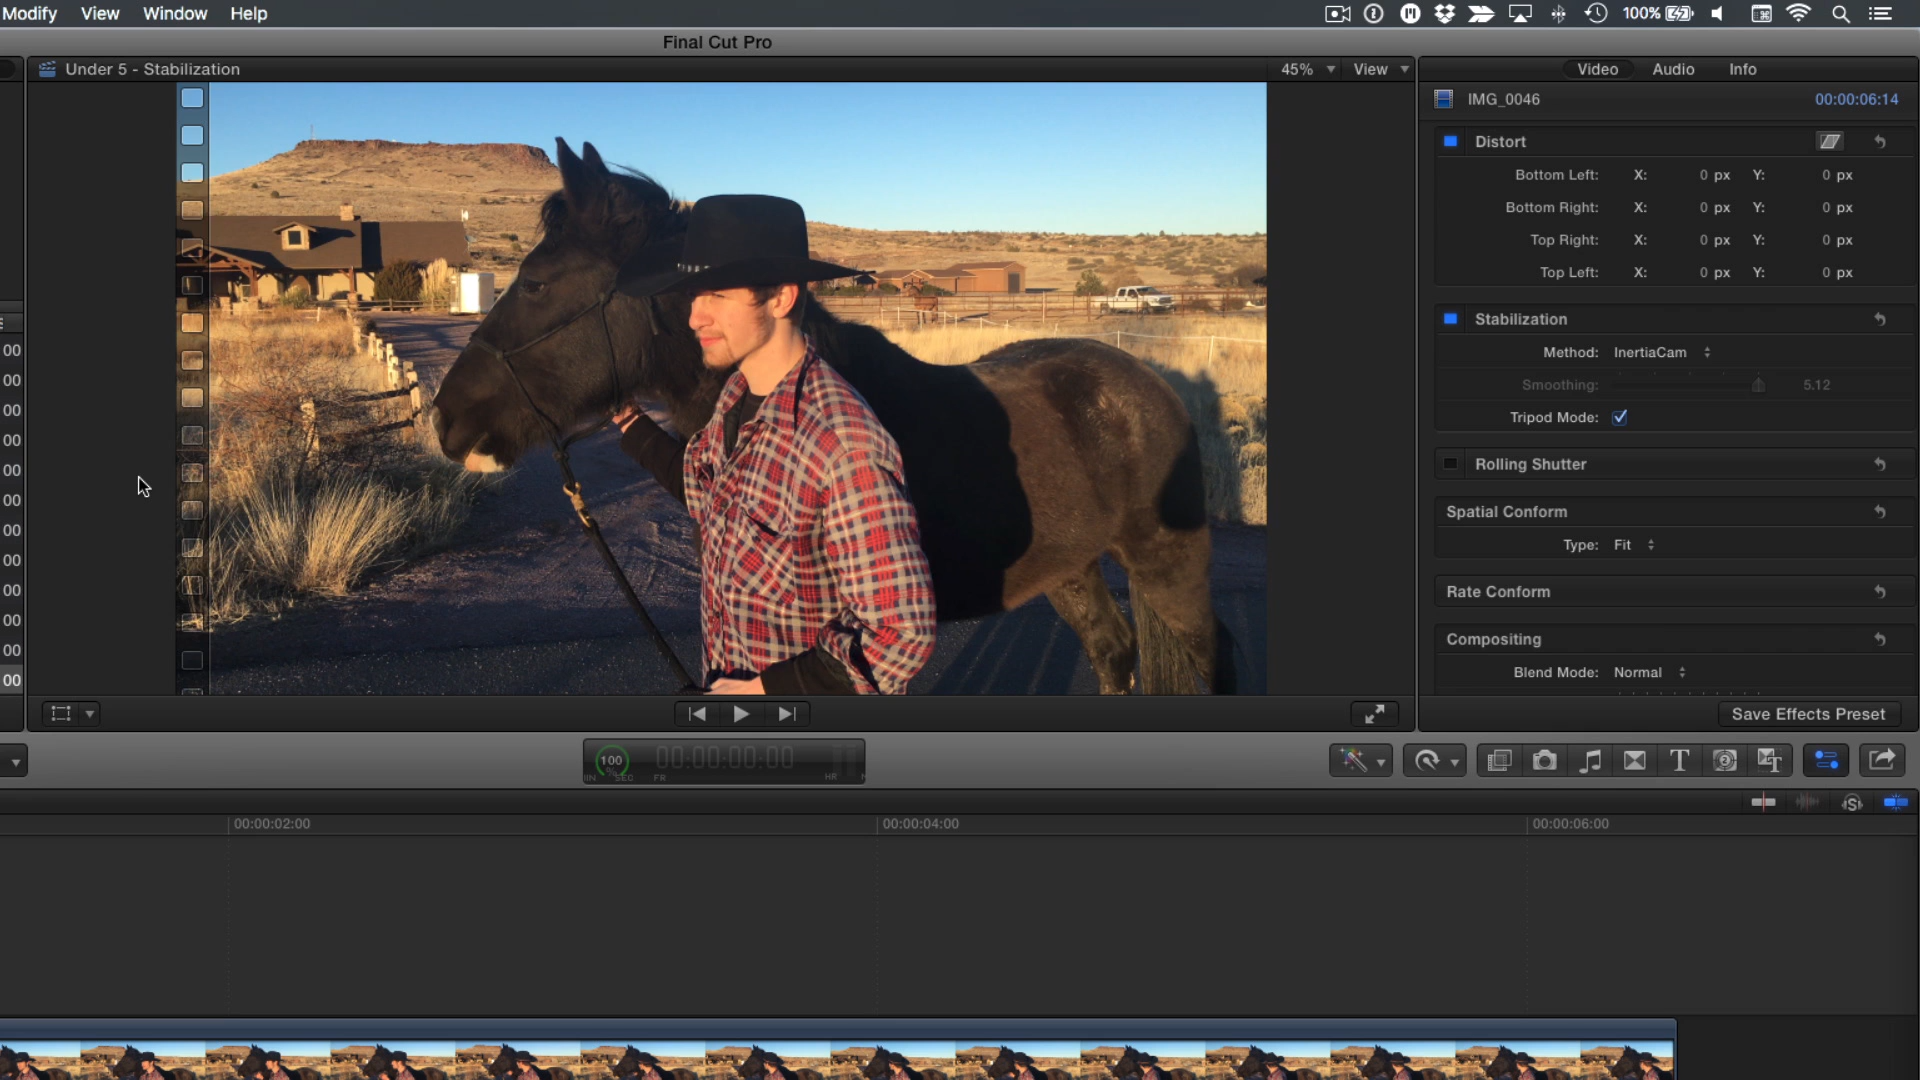 Modify View Window Help 100%
Final Cut Pro
Under 5 - Stabilization 45% View Video Audio Info
IMG_0046 00:00:06:14
Distort
Bottom Left: X: 0 px Y: 0 px
Bottom Right: X: 0 px Y: 0 px
Top Right: X: 0 px Y: 0 px
Top Left: X: 0 px Y: 0 px
Stabilization
00 Method: InertiaCam
00 Smoothing: 5.12
00 Tripod Mode:
00
00 Rolling Shutter
00 Spatial Conform
00 Type: Fit
00
00 Rate Conform
00
00 Compositing
00 Blend Mode: Normal
Save Effects Preset
100 00:00:00:00
% SEC FR HR
00:00:02:00 00:00:04:00 00:00:06:00